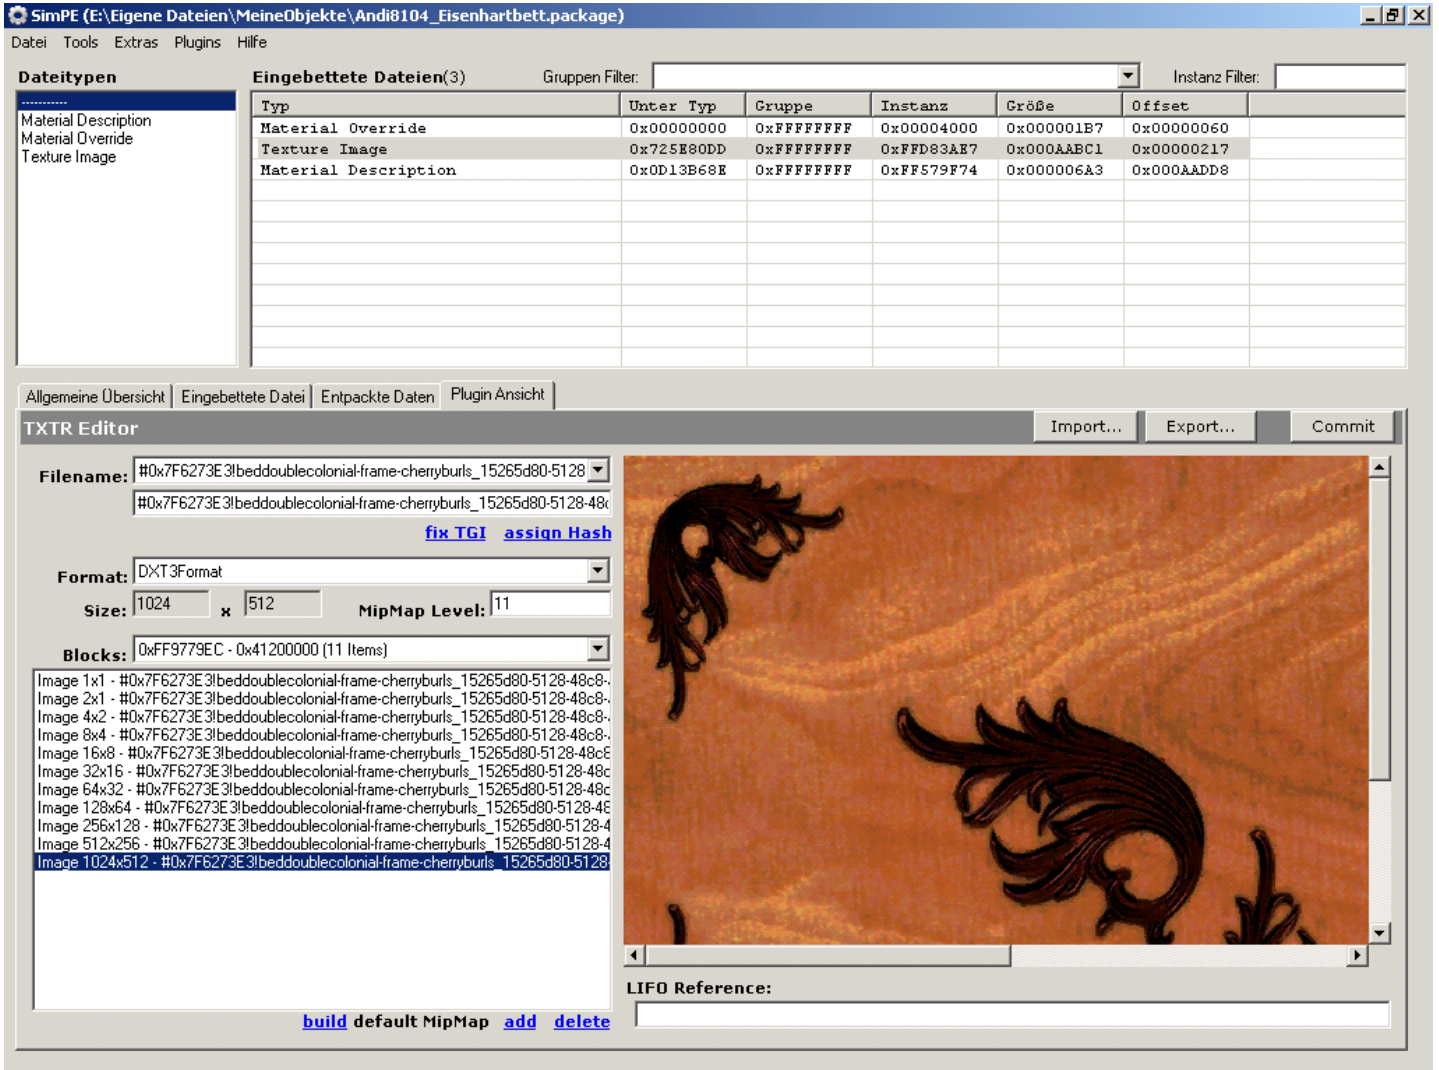 SimPE (E:\Eigene Dateien\MeineObjekte\Andi8104_Eisenhartbett.package)
Datei Tools Extras Plugins Hilfe
Dateitypen
-----------
Material Description
Material Override
Texture Image
Eingebettete Dateien(3) Gruppen Filter: Instanz Filter:
Typ Unter Typ Gruppe Instanz Größe Offset
Material Override 0x00000000 0xFFFFFFFF 0x00004000 0x000001B7 0x00000060
Texture Image 0x725E80DD 0xFFFFFFFF 0xFFD83AE7 0x000AABC1 0x00000217
Material Description 0x0D13B68E 0xFFFFFFFF 0xFF579F74 0x000006A3 0x000AADD8
Allgemeine Übersicht Eingebettete Datei Entpackte Daten Plugin Ansicht
TXTR Editor Import... Export... Commit
Filename: #0x7F6273E3!beddoublecolonial-frame-cherryburls_15265d80-5128
#0x7F6273E3!beddoublecolonial-frame-cherryburls_15265d80-5128-48c
fix TGI assign Hash
Format: DXT3Format
Size: 1024 x 512 MipMap Level: 11
Blocks: 0xFF9779EC - 0x41200000 (11 Items)
Image 1x1 - #0x7F6273E3!beddoublecolonial-frame-cherryburls_15265d80-5128-48c8-
Image 2x1 - #0x7F6273E3!beddoublecolonial-frame-cherryburls_15265d80-5128-48c8-
Image 4x2 - #0x7F6273E3!beddoublecolonial-frame-cherryburls_15265d80-5128-48c8-
Image 8x4 - #0x7F6273E3!beddoublecolonial-frame-cherryburls_15265d80-5128-48c8-
Image 16x8 - #0x7F6273E3!beddoublecolonial-frame-cherryburls_15265d80-5128-48c8
Image 32x16 - #0x7F6273E3!beddoublecolonial-frame-cherryburls_15265d80-5128-48c
Image 64x32 - #0x7F6273E3!beddoublecolonial-frame-cherryburls_15265d80-5128-48c
Image 128x64 - #0x7F6273E3!beddoublecolonial-frame-cherryburls_15265d80-5128-48
Image 256x128 - #0x7F6273E3!beddoublecolonial-frame-cherryburls_15265d80-5128-4
Image 512x256 - #0x7F6273E3!beddoublecolonial-frame-cherryburls_15265d80-5128-4
Image 1024x512 - #0x7F6273E3!beddoublecolonial-frame-cherryburls_15265d80-5128-
build default MipMap add delete
LIFO Reference: